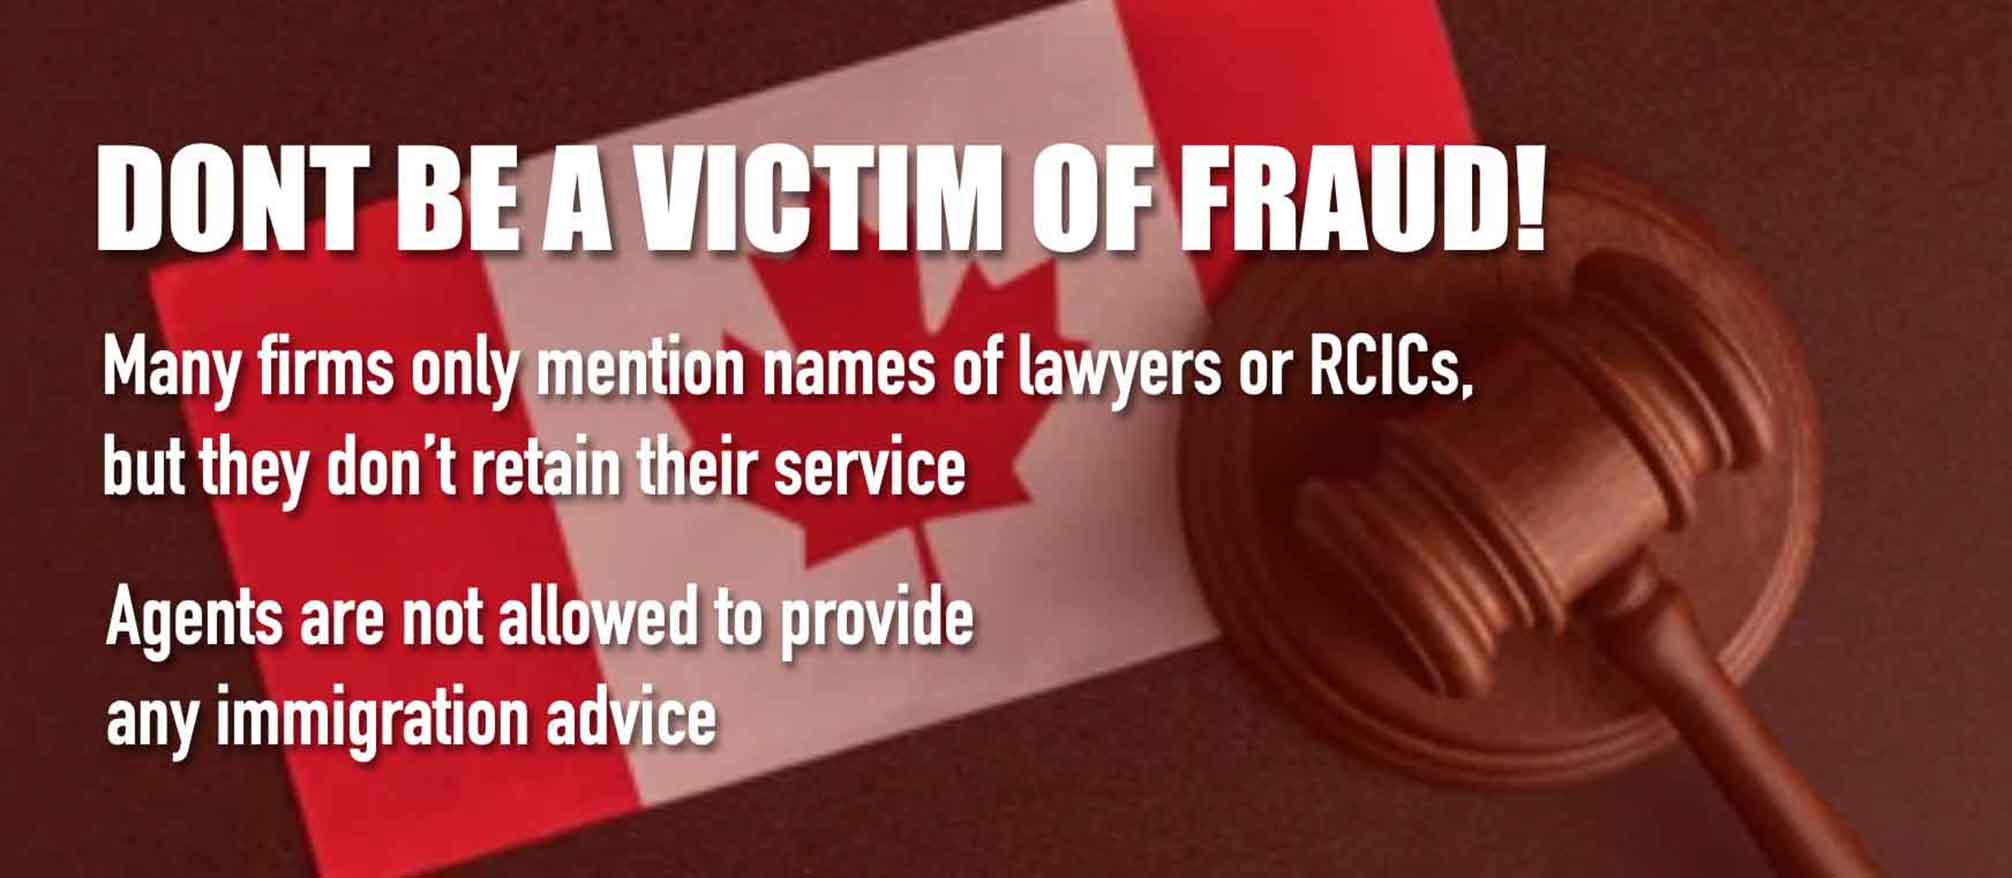 DONT BE A VICTIM OF FRAUD!
Many firms only mention names of lawyers or RCICs,
but they don't retain their service
Agents are not allowed to provide
any immigration advice